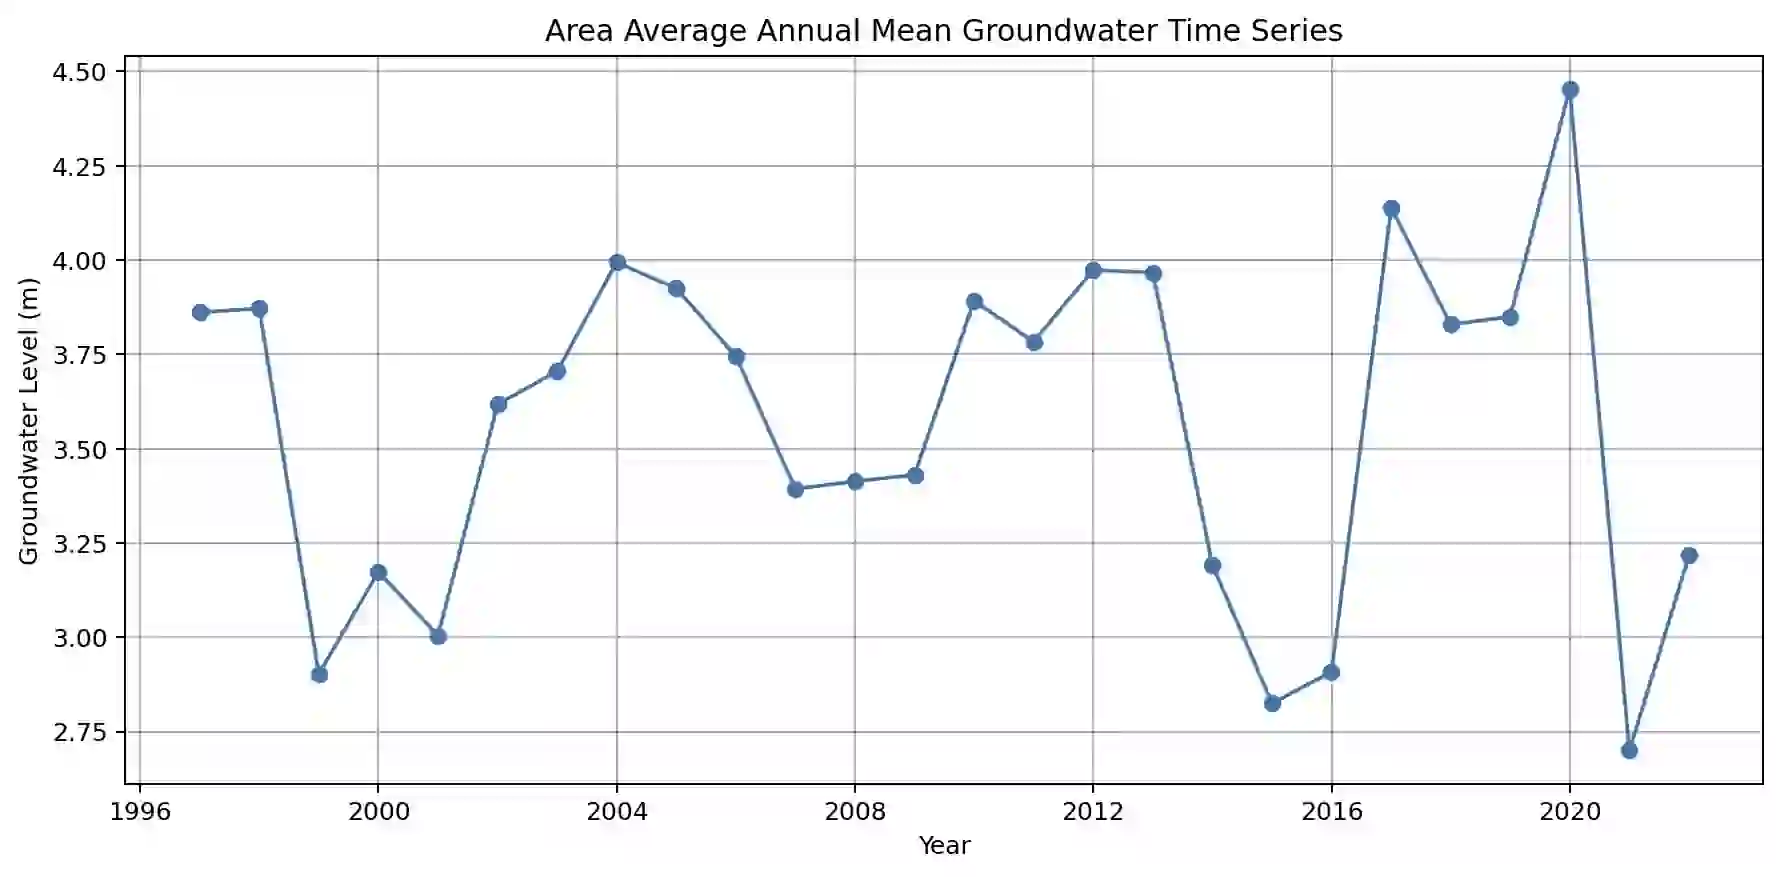 Area Average Annual Mean Groundwater Time Series
Groundwater Level (m)
4.50
4.25
4.00
3.75
3.50
3.25
3.00
2.75
1996 2000 2004 2008 2012 2016 2020
Year